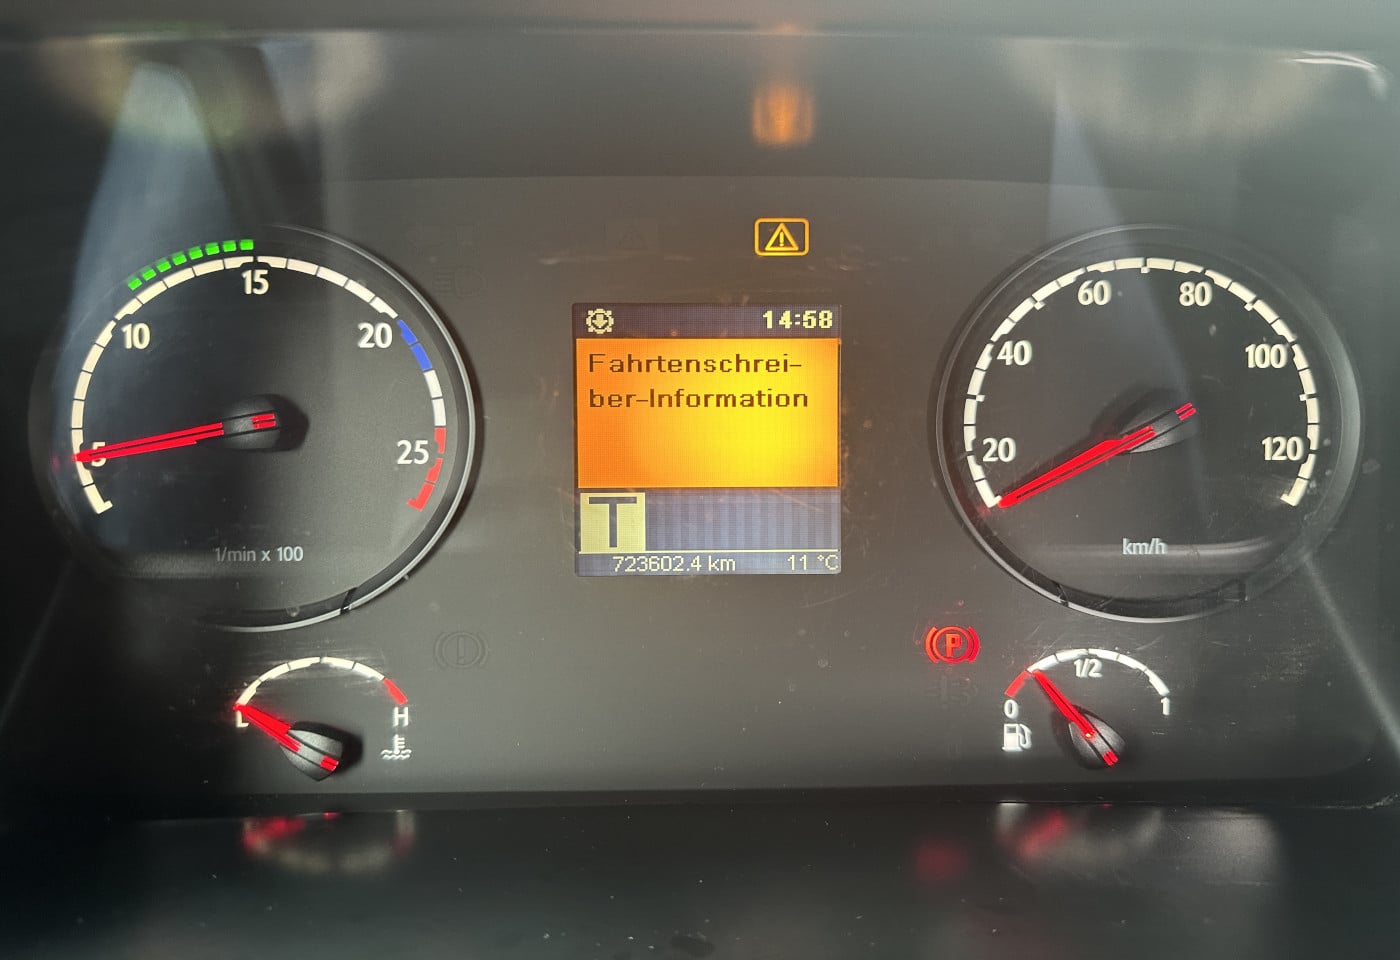 14:58
Fahrtenschrei-
ber-Information
T
723602.4 km 11 °C
5
10
15
20
25
1/min x 100
20
40
60
80
100
120
km/h
L
H
P
0
1/2
1